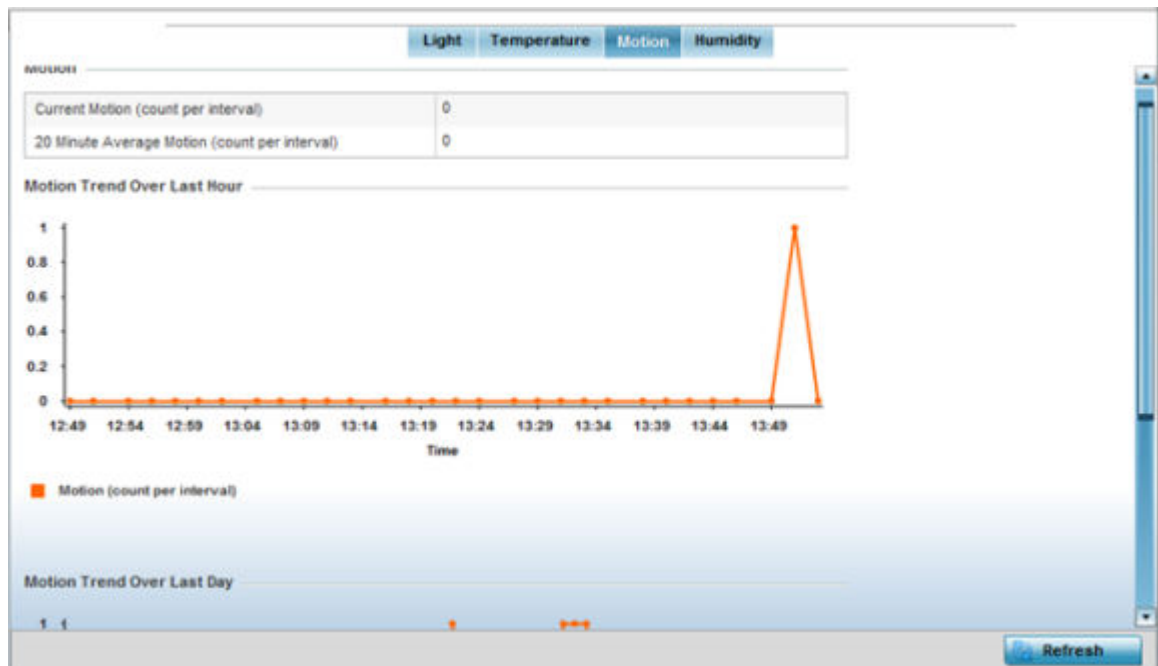 Light Temperature Motion Humidity
Motion
Current Motion (count per interval) 0
20 Minute Average Motion (count per interval) 0
Motion Trend Over Last Hour
1
0.8
0.6
0.4
0.2
0
12:49 12:54 12:59 13:04 13:09 13:14 13:19 13:24 13:29 13:34 13:39 13:44 13:49
Time
Motion (count per interval)
Motion Trend Over Last Day
1
Refresh